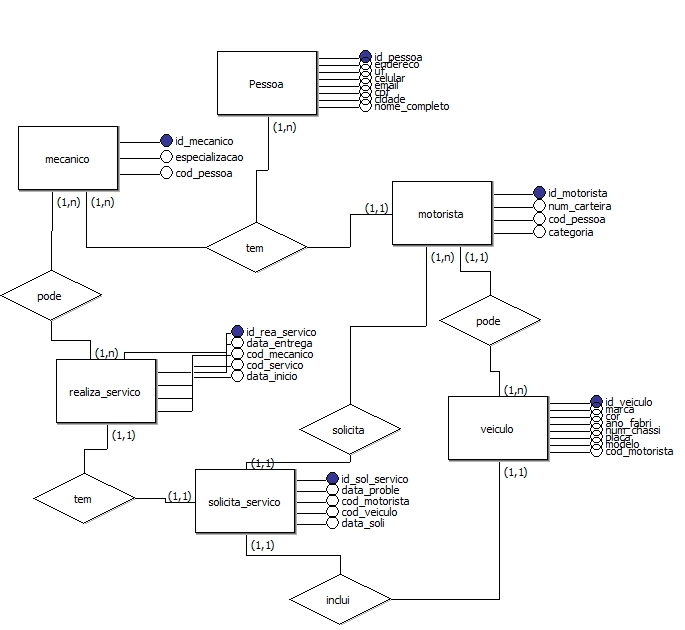 Pessoa
id_pessoa
endereco
uf
celular
email
cpf
cidade
nome_completo
(1,n)
mecanico
id_mecanico
especializacao
cod_pessoa
(1,n)
(1,n)
motorista
id_motorista
num_carteira
cod_pessoa
categoria
(1,1)
(1,n)
(1,1)
tem
pode
pode
(1,n)
realiza_servico
id_rea_servico
data_entrega
cod_mecanico
cod_servico
data_inicio
(1,1)
solicita
(1,n)
veiculo
id_veiculo
marca
cor
ano_fabri
num_chassi
placa
modelo
cod_motorista
(1,1)
tem
(1,1)
(1,1)
solicita_servico
id_sol_servico
data_proble
cod_motorista
cod_veiculo
data_soli
(1,1)
inclui